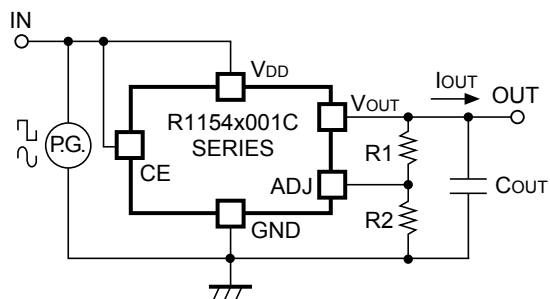 IN
VDD
IOUT
OUT
R1154x001C
SERIES
VOUT
P.G.
CE
R1
ADJ
COUT
R2
GND